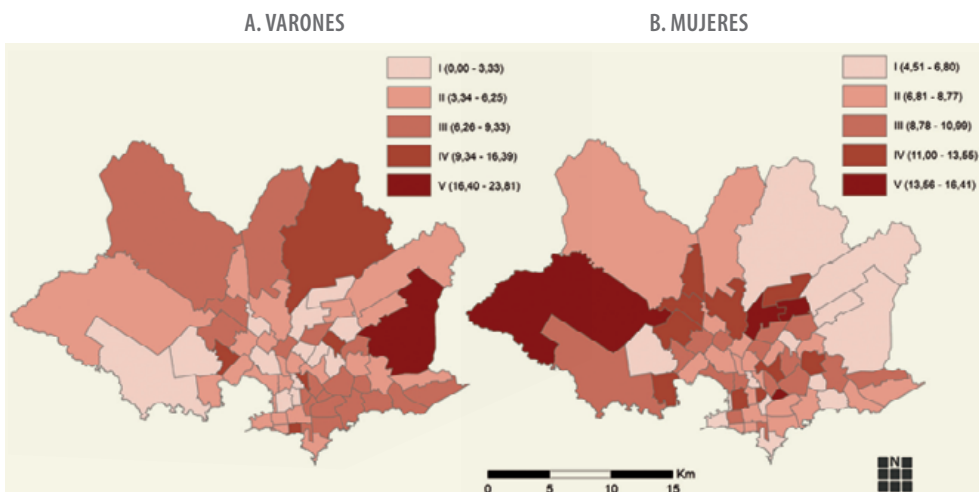 A. VARONES
I (0,00 - 3,33)
II (3,34 - 6,25)
III (6,26 - 9,33)
IV (9,34 - 16,39)
V (16,40 - 23,81)
B. MUJERES
I (4,51 - 6,80)
II (6,81 - 8,77)
III (8,78 - 10,99)
IV (11,00 - 13,55)
V (13,56 - 16,41)
Km
0 5 10 15
N